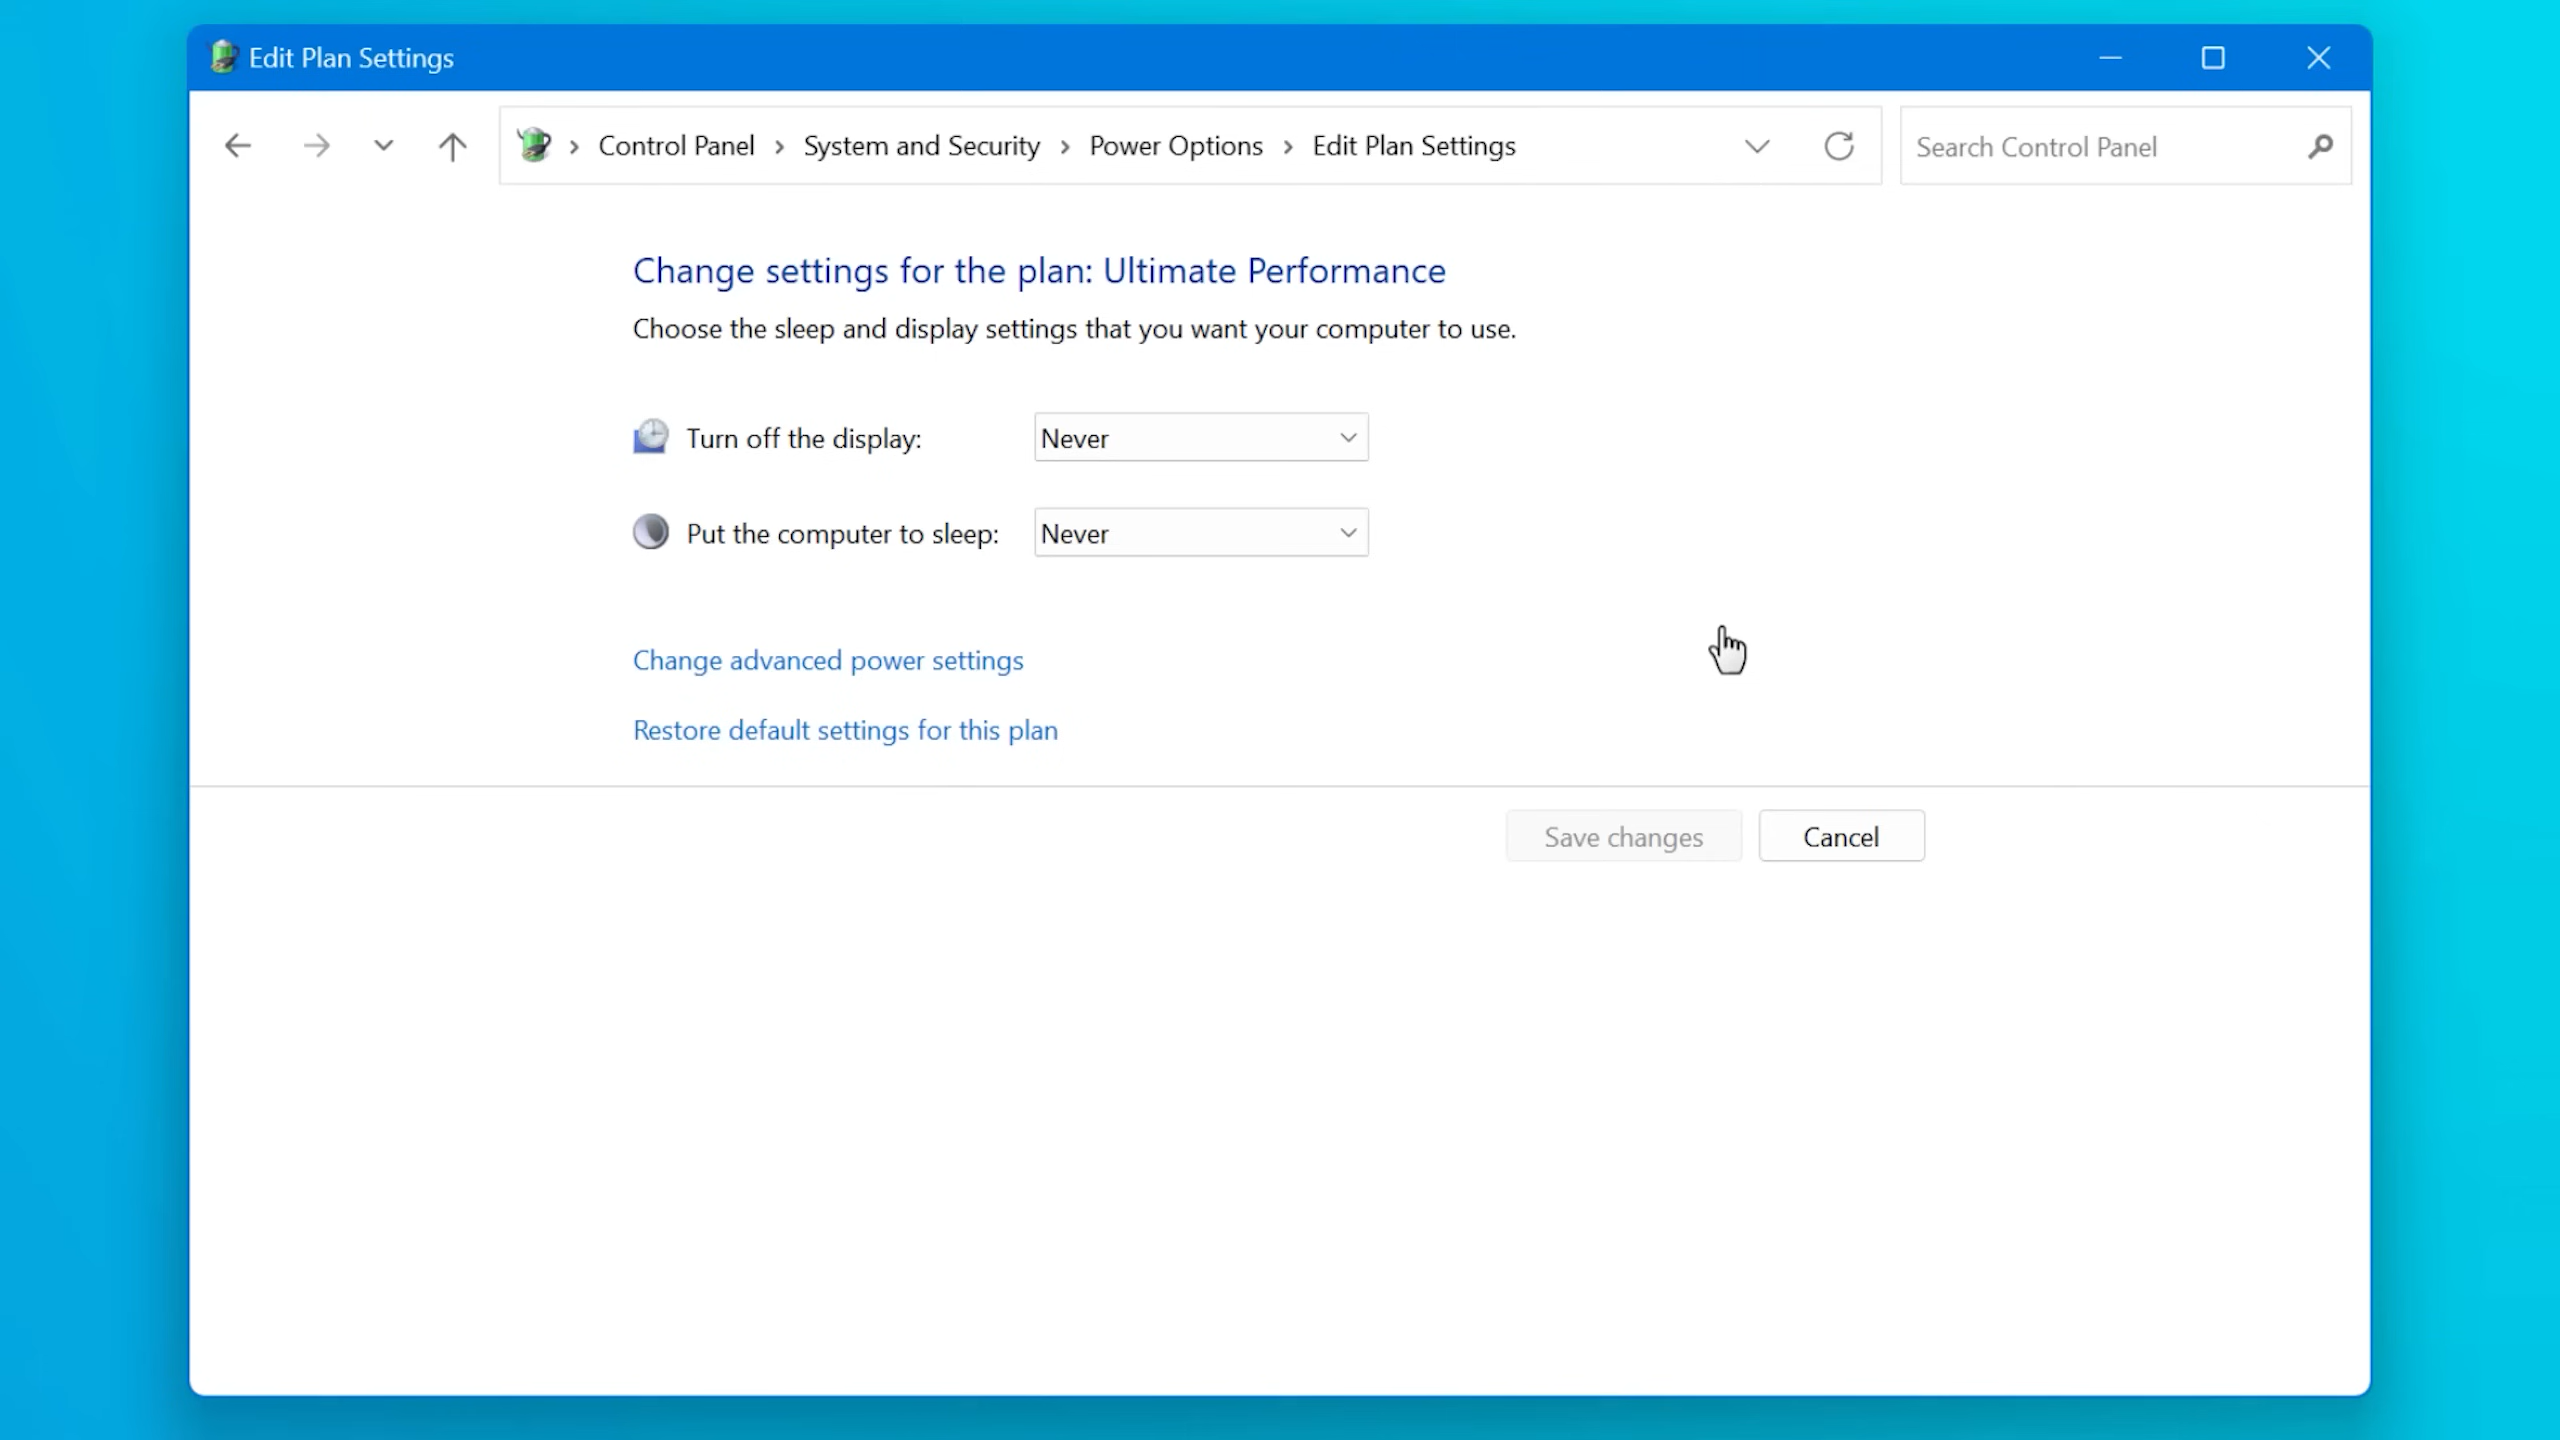 Edit Plan Settings
Control Panel > System and Security > Power Options > Edit Plan Settings
Search Control Panel
Change settings for the plan: Ultimate Performance
Choose the sleep and display settings that you want your computer to use.
Turn off the display: Never
Put the computer to sleep: Never
Change advanced power settings
Restore default settings for this plan
Save changes Cancel